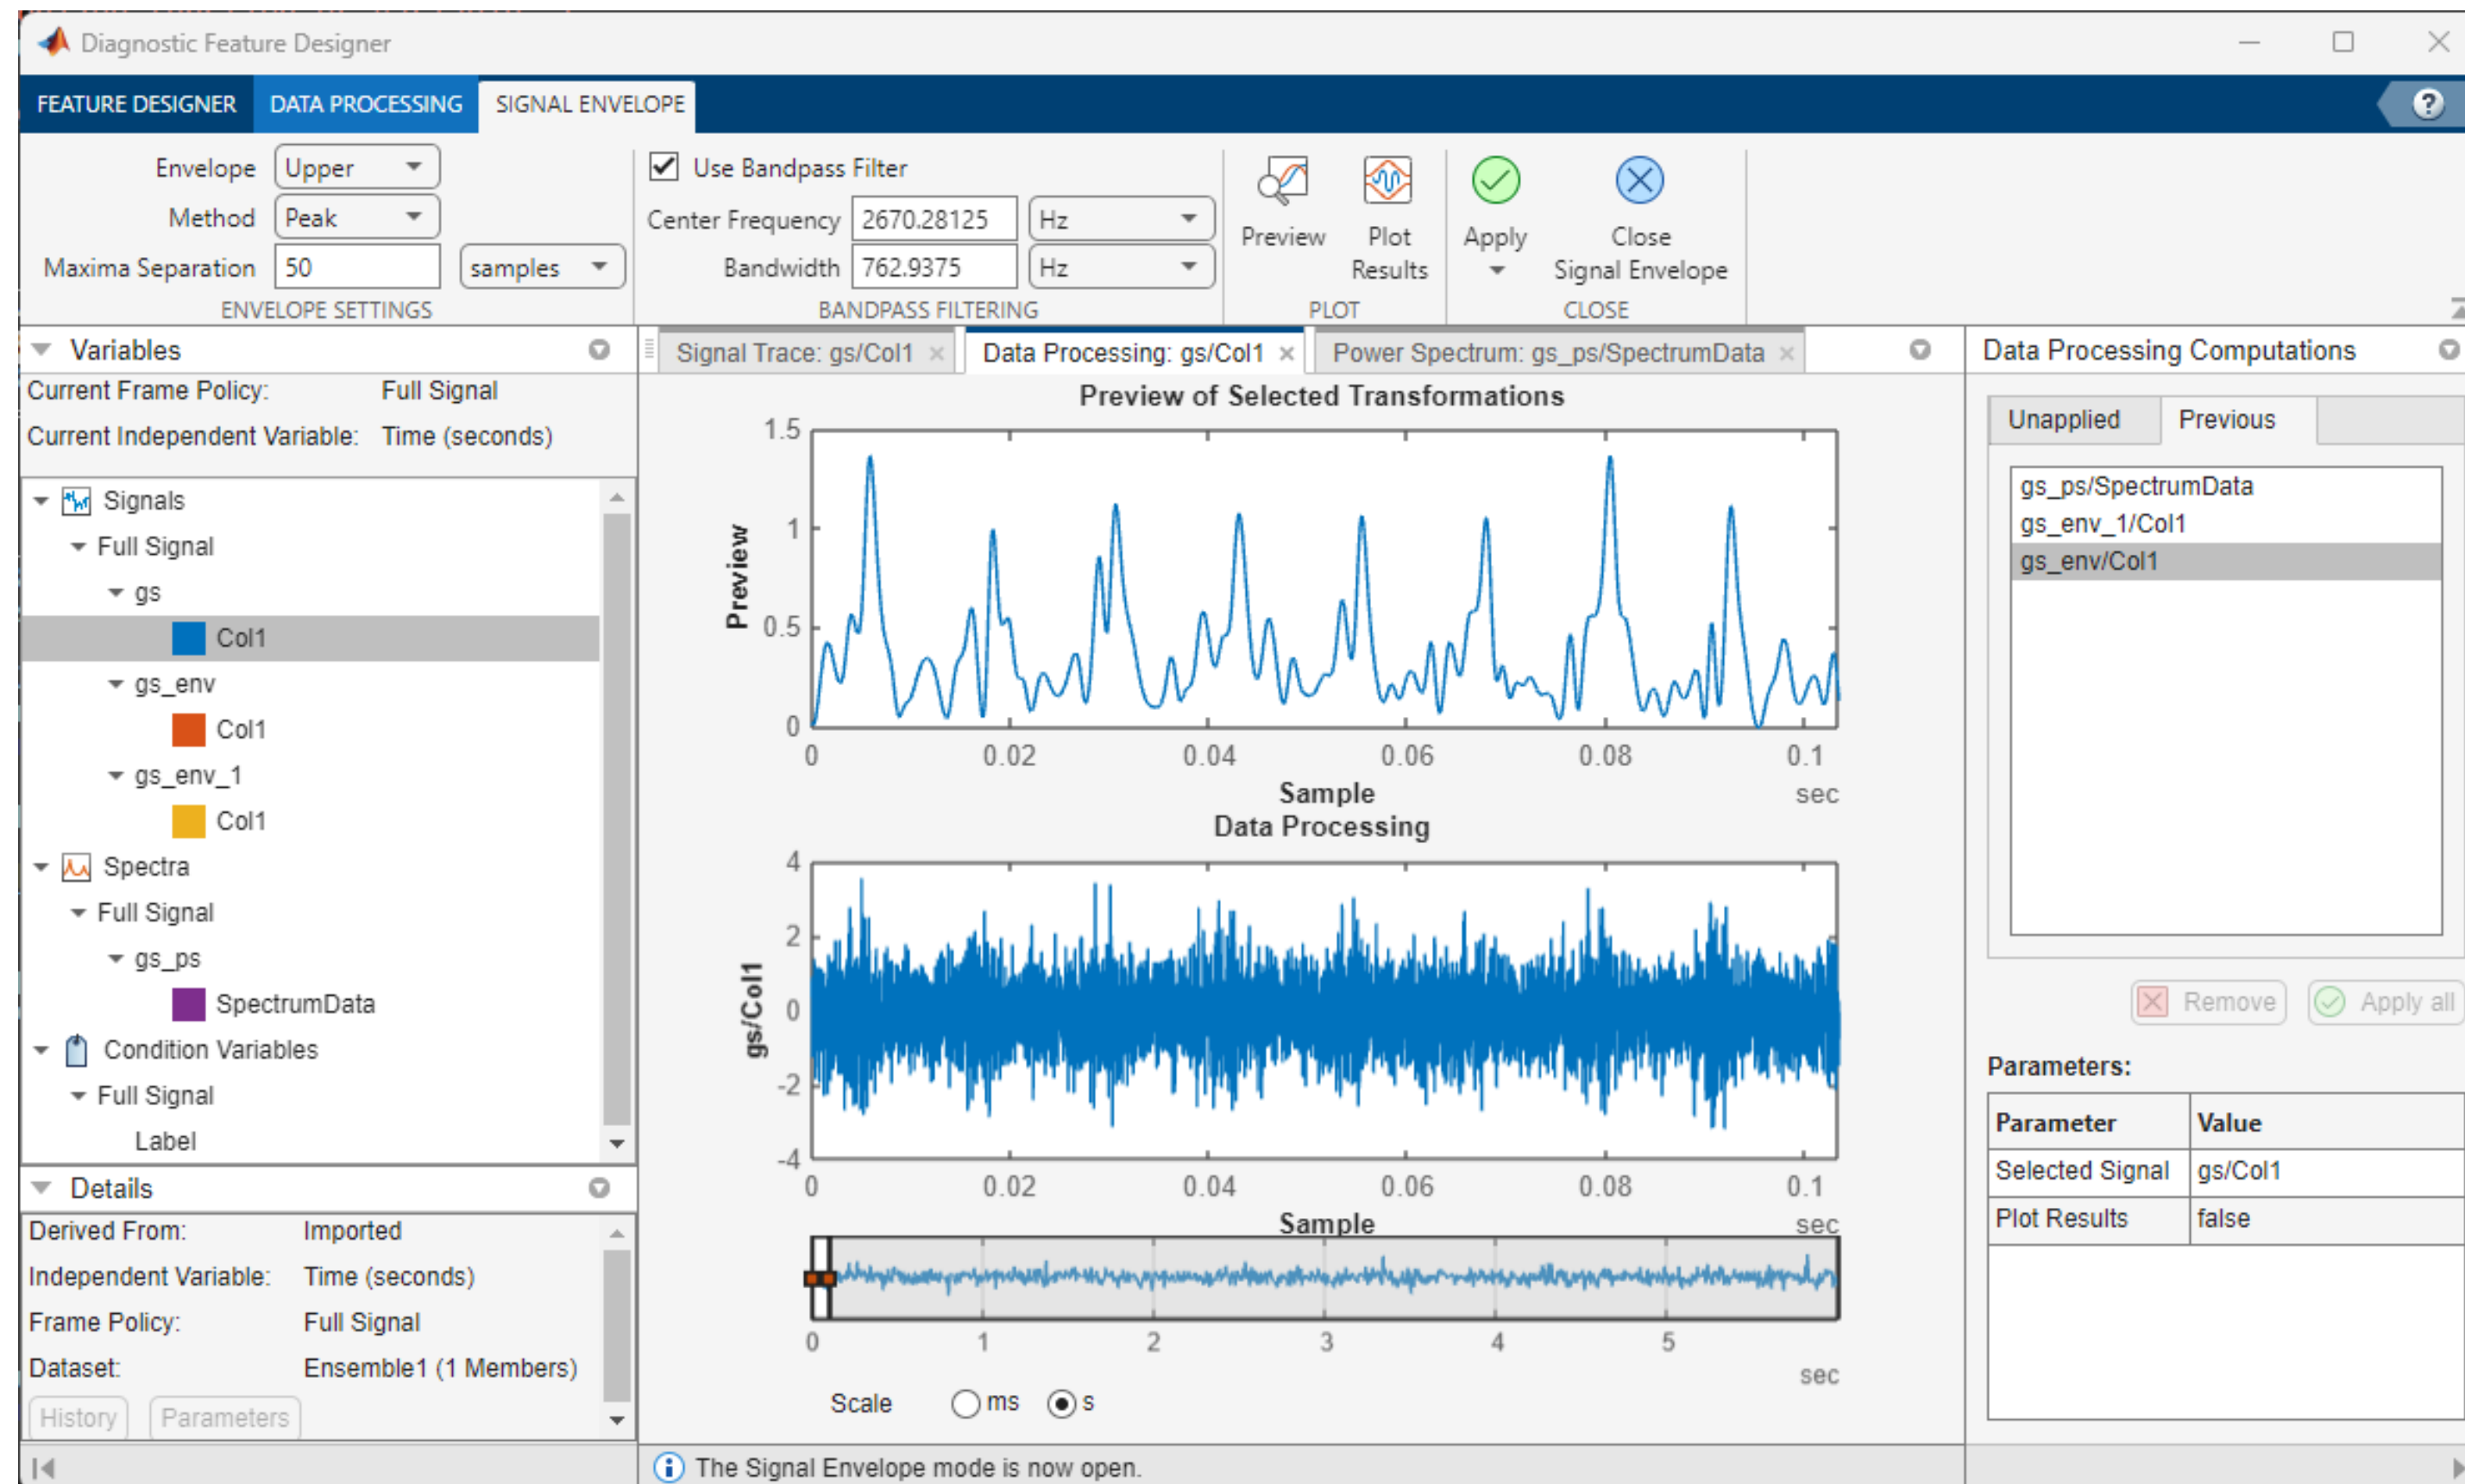 Diagnostic Feature Designer
FEATURE DESIGNER DATA PROCESSING SIGNAL ENVELOPE ?
Envelope Upper
Method Peak
Maxima Separation 50 samples
ENVELOPE SETTINGS
Use Bandpass Filter
Center Frequency 2670.28125 Hz
Bandwidth 762.9375 Hz
BANDPASS FILTERING
Preview
Plot
Results
PLOT
Apply
Close
Signal Envelope
CLOSE
Variables
Current Frame Policy: Full Signal
Current Independent Variable: Time (seconds)
Signals
Full Signal
gs
Col1
gs_env
Col1
gs_env_1
Col1
Spectra
Full Signal
gs_ps
SpectrumData
Condition Variables
Full Signal
Label
Details
Derived From: Imported
Independent Variable: Time (seconds)
Frame Policy: Full Signal
Dataset: Ensemble1 (1 Members)
History Parameters
Signal Trace: gs/Col1 Data Processing: gs/Col1 Power Spectrum: gs_ps/SpectrumData
Preview of Selected Transformations
Preview
1.5
1
0.5
0
0 0.02 0.04 0.06 0.08 0.1
Sample sec
Data Processing
gs/Col1
4
2
0
-2
-4
0 0.02 0.04 0.06 0.08 0.1
Sample sec
0 1 2 3 4 5
sec
Scale ms s
The Signal Envelope mode is now open.
Data Processing Computations
Unapplied Previous
gs_ps/SpectrumData
gs_env_1/Col1
gs_env/Col1
Remove Apply all
Parameters:
Parameter Value
Selected Signal gs/Col1
Plot Results false